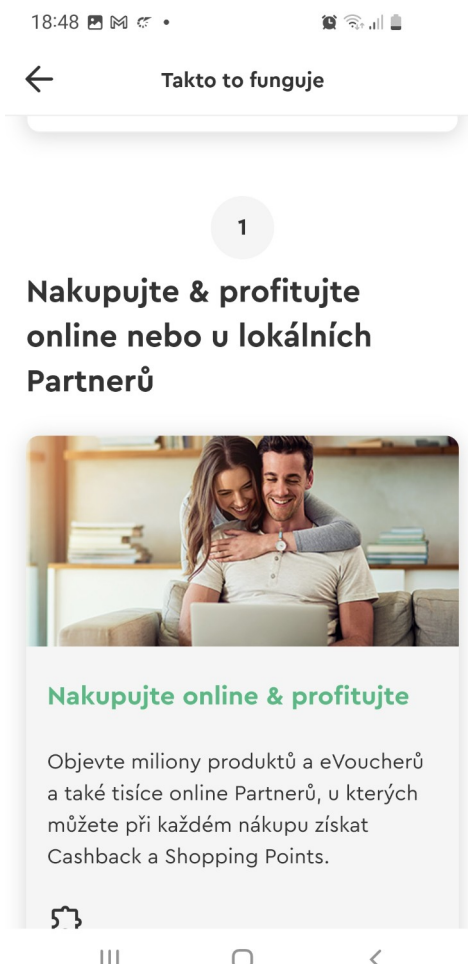 18:48
Takto to funguje
1
Nakupujte & profitujte
online nebo u lokálních
Partnerů
Nakupujte online & profitujte
Objevte miliony produktů a eVoucherů
a také tisíce online Partnerů, u kterých
můžete při každém nákupu získat
Cashback a Shopping Points.